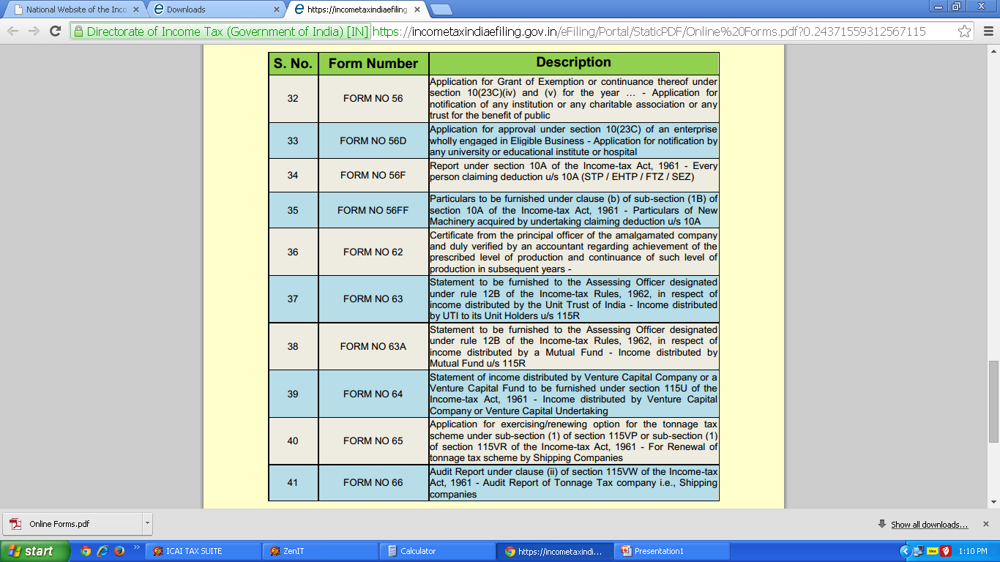 National Website of the Inco
Downloads
https://incometaxindiaefiling
Directorate of Income Tax (Government of India) [IN] https://incometaxindiaefiling.gov.in/eFiling/Portal/StaticPDF/Online%20Forms.pdf?0.24371559312567115
S. No. Form Number Description
32 FORM NO 56
Application for Grant of Exemption or continuance thereof under
section 10(23C)(iv) and (v) for the year … - Application for
notification of any institution or any charitable association or any
trust for the benefit of public
33 FORM NO 56D
Application for approval under section 10(23C) of an enterprise
wholly engaged in Eligible Business - Application for notification by
any university or educational institute or hospital
34 FORM NO 56F
Report under section 10A of the Income-tax Act, 1961 - Every
person claiming deduction u/s 10A (STP / EHTP / FTZ / SEZ)
35 FORM NO 56FF
Particulars to be furnished under clause (b) of sub-section (1B) of
section 10A of the Income-tax Act, 1961 - Particulars of New
Machinery acquired by undertaking claiming deduction u/s 10A
36 FORM NO 62
Certificate from the principal officer of the amalgamated company
and duly verified by an accountant regarding achievement of the
prescribed level of production and continuance of such level of
production in subsequent years -
37 FORM NO 63
Statement to be furnished to the Assessing Officer designated
under rule 12B of the Income-tax Rules, 1962, in respect of
income distributed by the Unit Trust of India - Income distributed
by UTI to its Unit Holders u/s 115R
38 FORM NO 63A
Statement to be furnished to the Assessing Officer designated
under rule 12B of the Income-tax Rules, 1962, in respect of
income distributed by a Mutual Fund - Income distributed by
Mutual Fund u/s 115R
39 FORM NO 64
Statement of income distributed by Venture Capital Company or a
Venture Capital Fund to be furnished under section 115U of the
Income-tax Act, 1961 - Income distributed by Venture Capital
Company or Venture Capital Undertaking
40 FORM NO 65
Application for exercising/renewing option for the tonnage tax
scheme under sub-section (1) of section 115VP or sub-section (1)
of section 115VR of the Income-tax Act, 1961 - For Renewal of
tonnage tax scheme by Shipping Companies
41 FORM NO 66
Audit Report under clause (ii) of section 115VW of the Income-tax
Act, 1961 - Audit Report of Tonnage Tax company i.e., Shipping
companies
Online Forms.pdf
Show all downloads...
start
ICAI TAX SUITE
ZenIT
Calculator
https://incometaxindi...
Presentation1
1:10 PM